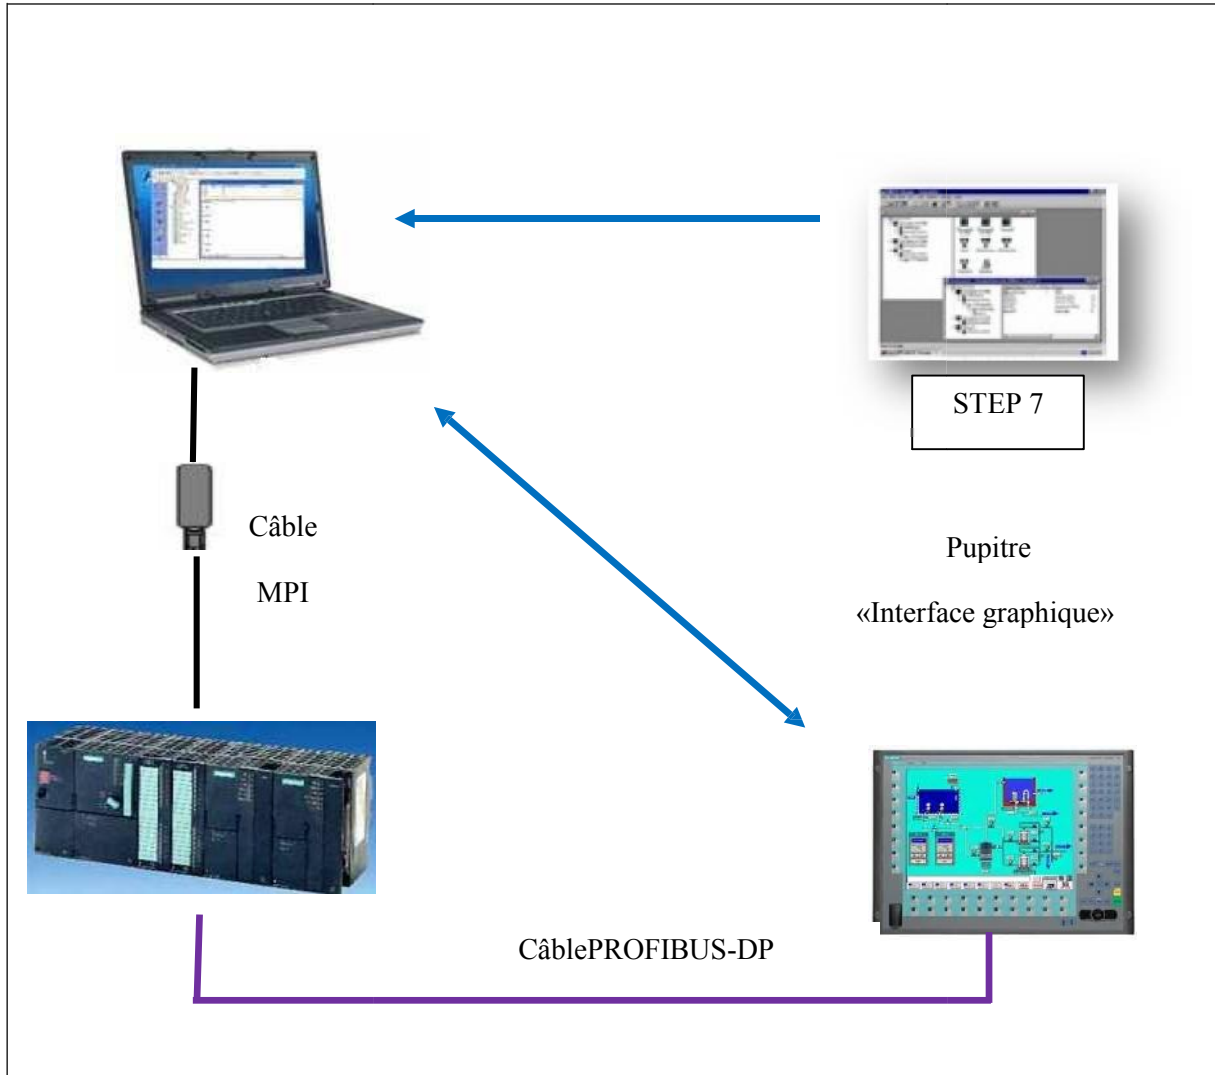 STEP 7
Câble
MPI
Pupitre
«Interface graphique»
CâblePROFIBUS-DP